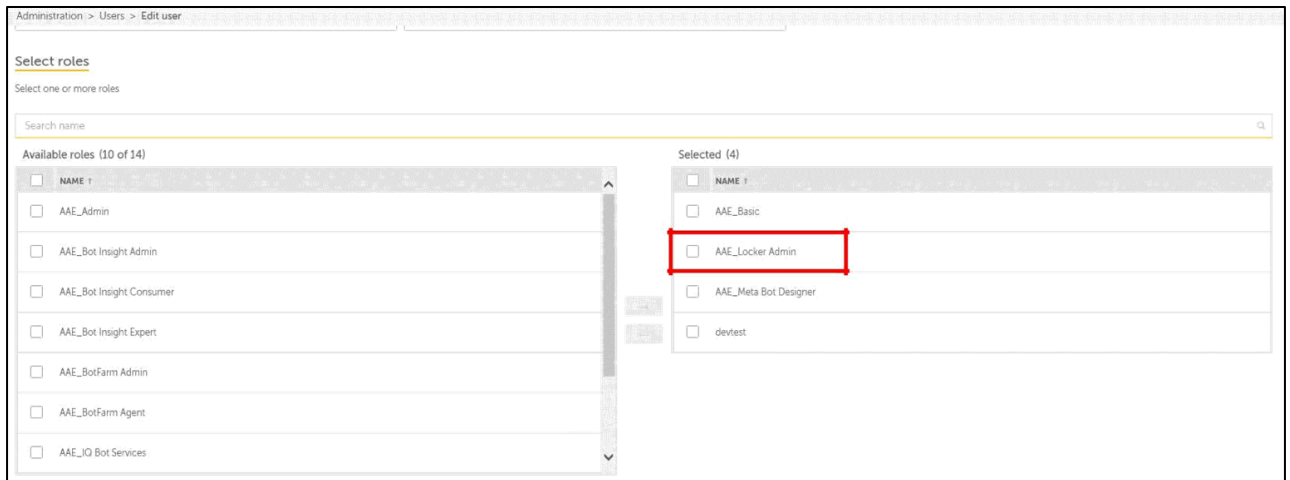 Administration > Users > Edit user
Select roles
Select one or more roles
Search name
Available roles (10 of 14)
NAME ↑
AAE_Admin
AAE_Bot Insight Admin
AAE_Bot Insight Consumer
AAE_Bot Insight Expert
AAE_BotFarm Admin
AAE_BotFarm Agent
AAE_IQ Bot Services
Selected (4)
NAME ↑
AAE_Basic
AAE_Locker Admin
AAE_Meta Bot Designer
devtest